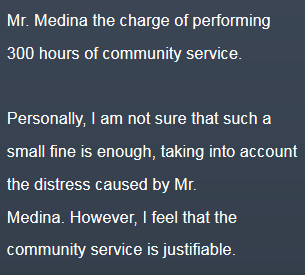 Mr. Medina the charge of performing
300 hours of community service.
Personally, I am not sure that such a
small fine is enough, taking into account
the distress caused by Mr.
Medina. However, I feel that the
community service is justifiable.